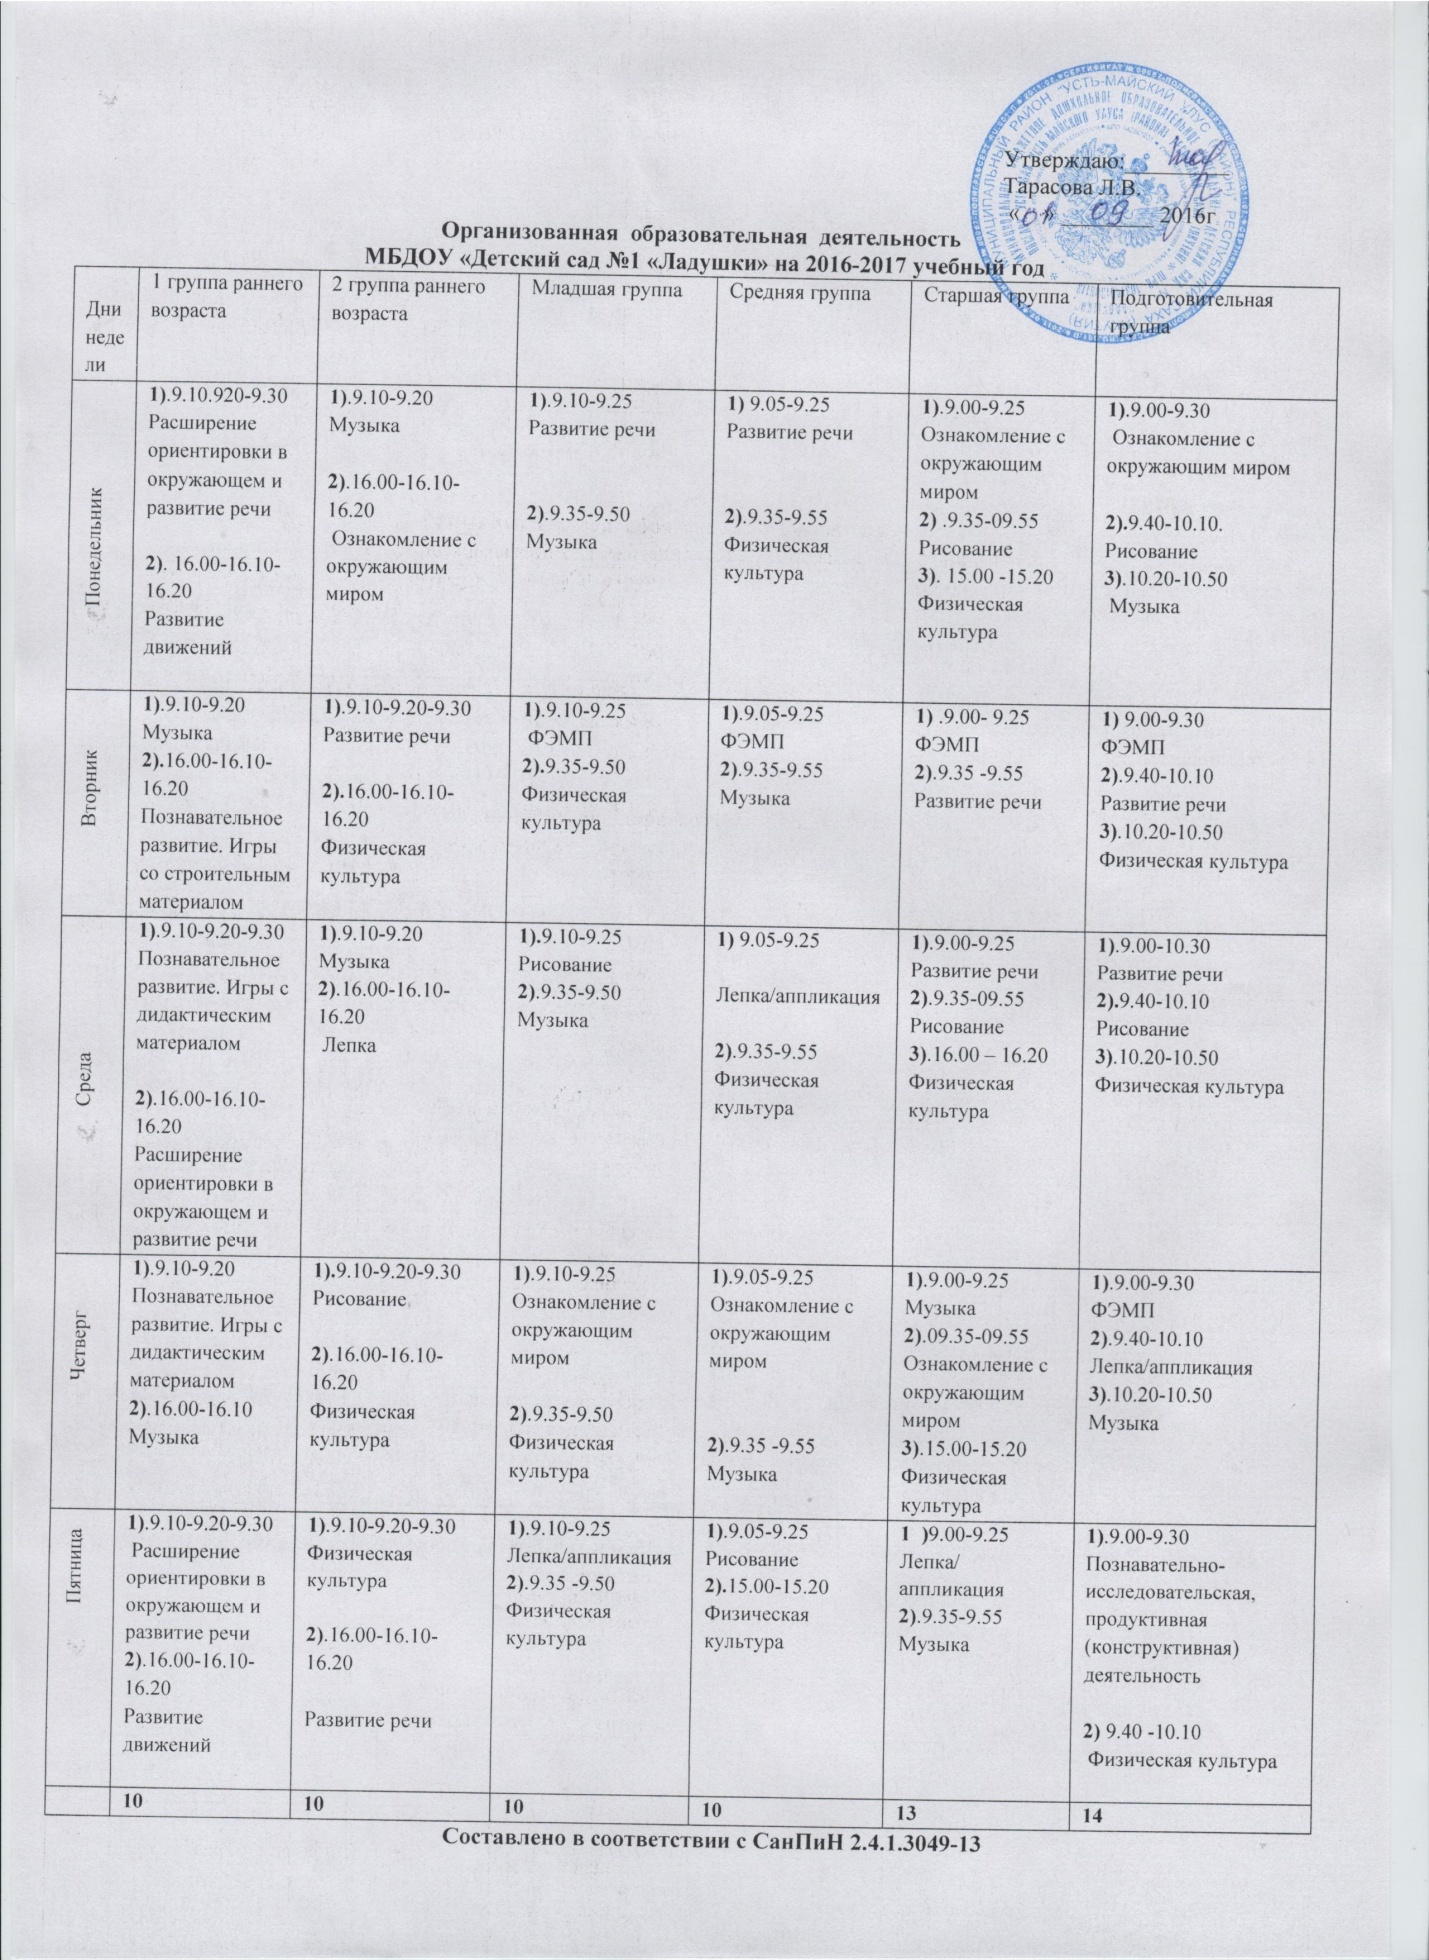 Утверждаю:
Тарасова Л.В.
«01» 09 2016г
Организованная образовательная деятельность
МБДОУ «Детский сад №1 «Ладушки» на 2016-2017 учебный год
Дни
неде
ли
1 группа раннего
возраста
2 группа раннего
возраста
Младшая группа
Средняя группа
Старшая группа
Подготовительная
группа
Понедельник
1).9.10.920-9.30
Расширение
ориентировки в
окружающем и
развитие речи
2). 16.00-16.10-
16.20
Развитие
движений
1).9.10-9.20
Музыка
2).16.00-16.10-
16.20
Ознакомление с
окружающим
миром
1).9.10-9.25
Развитие речи
2).9.35-9.50
Музыка
1) 9.05-9.25
Развитие речи
2).9.35-9.55
Физическая
культура
1).9.00-9.25
Ознакомление с
окружающим
миром
2) .9.35-09.55
Рисование
3). 15.00 -15.20
Физическая
культура
1).9.00-9.30
Ознакомление с
окружающим миром
2).9.40-10.10.
Рисование
3).10.20-10.50
Музыка
Вторник
1).9.10-9.20
Музыка
2).16.00-16.10-
16.20
Познавательное
развитие. Игры
со строительным
материалом
1).9.10-9.20-9.30
Развитие речи
2).16.00-16.10-
16.20
Физическая
культура
1).9.10-9.25
ФЭМП
2).9.35-9.50
Физическая
культура
1).9.05-9.25
ФЭМП
2).9.35-9.55
Музыка
1) .9.00- 9.25
ФЭМП
2).9.35 -9.55
Развитие речи
1) 9.00-9.30
ФЭМП
2).9.40-10.10
Развитие речи
3).10.20-10.50
Физическая культура
Среда
1).9.10-9.20-9.30
Познавательное
развитие. Игры с
дидактическим
материалом
2).16.00-16.10-
16.20
Расширение
ориентировки в
окружающем и
развитие речи
1).9.10-9.20
Музыка
2).16.00-16.10-
16.20
Лепка
1).9.10-9.25
Рисование
2).9.35-9.50
Музыка
1) 9.05-9.25
Лепка/аппликация
2).9.35-9.55
Физическая
культура
1).9.00-9.25
Развитие речи
2).9.35-09.55
Рисование
3).16.00 – 16.20
Физическая
культура
1).9.00-10.30
Развитие речи
2).9.40-10.10
Рисование
3).10.20-10.50
Физическая культура
Четверг
1).9.10-9.20
Познавательное
развитие. Игры с
дидактическим
материалом
2).16.00-16.10
Музыка
1).9.10-9.20-9.30
Рисование
2).16.00-16.10-
16.20
Физическая
культура
1).9.10-9.25
Ознакомление с
окружающим
миром
2).9.35-9.50
Физическая
культура
1).9.05-9.25
Ознакомление с
окружающим
миром
2).9.35 -9.55
Музыка
1).9.00-9.25
Музыка
2).09.35-09.55
Ознакомление с
окружающим
миром
3).15.00-15.20
Физическая
культура
1).9.00-9.30
ФЭМП
2).9.40-10.10
Лепка/аппликация
3).10.20-10.50
Музыка
Пятница
1).9.10-9.20-9.30
Расширение
ориентировки в
окружающем и
развитие речи
2).16.00-16.10-
16.20
Развитие
движений
1).9.10-9.20-9.30
Физическая
культура
2).16.00-16.10-
16.20
Развитие речи
1).9.10-9.25
Лепка/аппликация
2).9.35 -9.50
Физическая
культура
1).9.05-9.25
Рисование
2).15.00-15.20
Физическая
культура
1 )9.00-9.25
Лепка/
аппликация
2).9.35-9.55
Музыка
1).9.00-9.30
Познавательно-
исследовательская,
продуктивная
(конструктивная)
деятельность
2) 9.40 -10.10
Физическая культура
10
10
10
10
13
14
Составлено в соответствии с СанПиН 2.4.1.3049-13